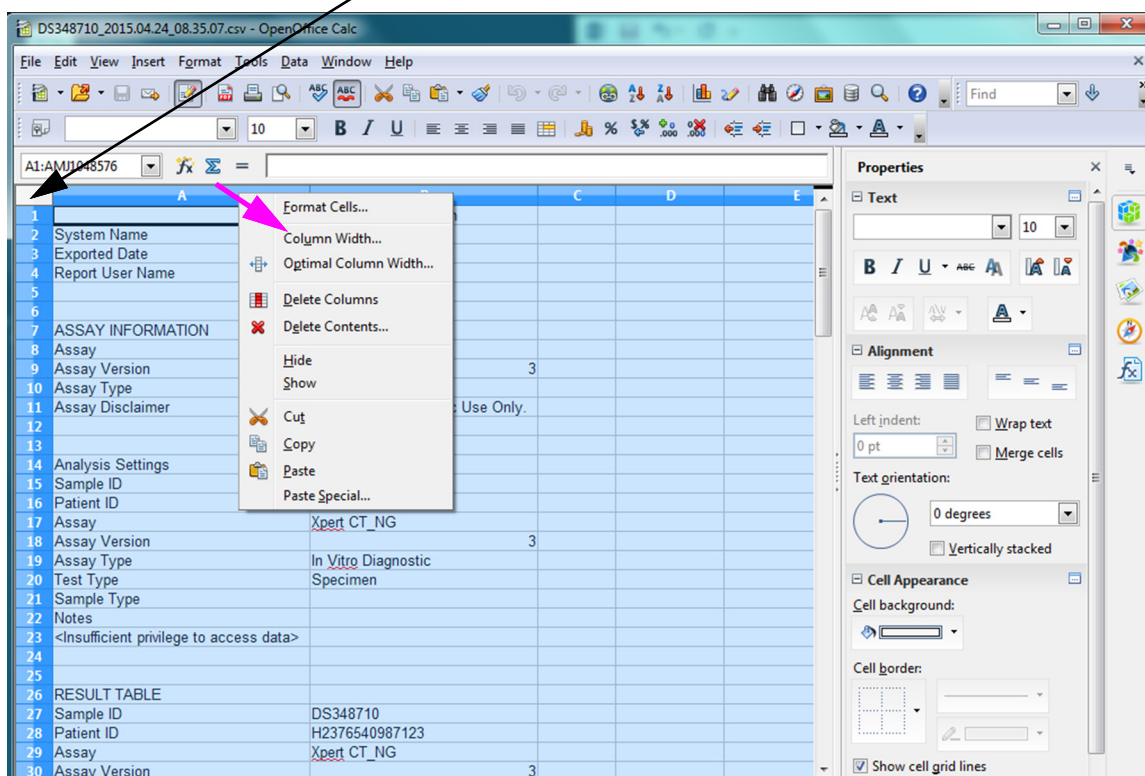 DS348710_2015.04.24_08.35.07.csv - OpenOffice Calc
File Edit View Insert Format Tools Data Window Help
Find
10 B I U
A1:AMJ1048576
A B C D E
1
2 System Name
3 Exported Date
4 Report User Name
5
6
7 ASSAY INFORMATION
8 Assay
9 Assay Version 3
10 Assay Type
11 Assay Disclaimer Use Only.
12
13
14 Analysis Settings
15 Sample ID
16 Patient ID
17 Assay Xpert CT_NG
18 Assay Version 3
19 Assay Type In Vitro Diagnostic
20 Test Type Specimen
21 Sample Type
22 Notes
23 <Insufficient privilege to access data>
24
25
26 RESULT TABLE
27 Sample ID DS348710
28 Patient ID H2376540987123
29 Assay Xpert CT_NG
30 Assay Version 3
Format Cells...
Column Width...
Optimal Column Width...
Delete Columns
Delete Contents...
Hide
Show
Cut
Copy
Paste
Paste Special...
Properties
Text
10
B I U ABC
Alignment
Left indent:
0 pt
Wrap text
Merge cells
Text orientation:
0 degrees
Vertically stacked
Cell Appearance
Cell background:
Cell border:
Show cell grid lines